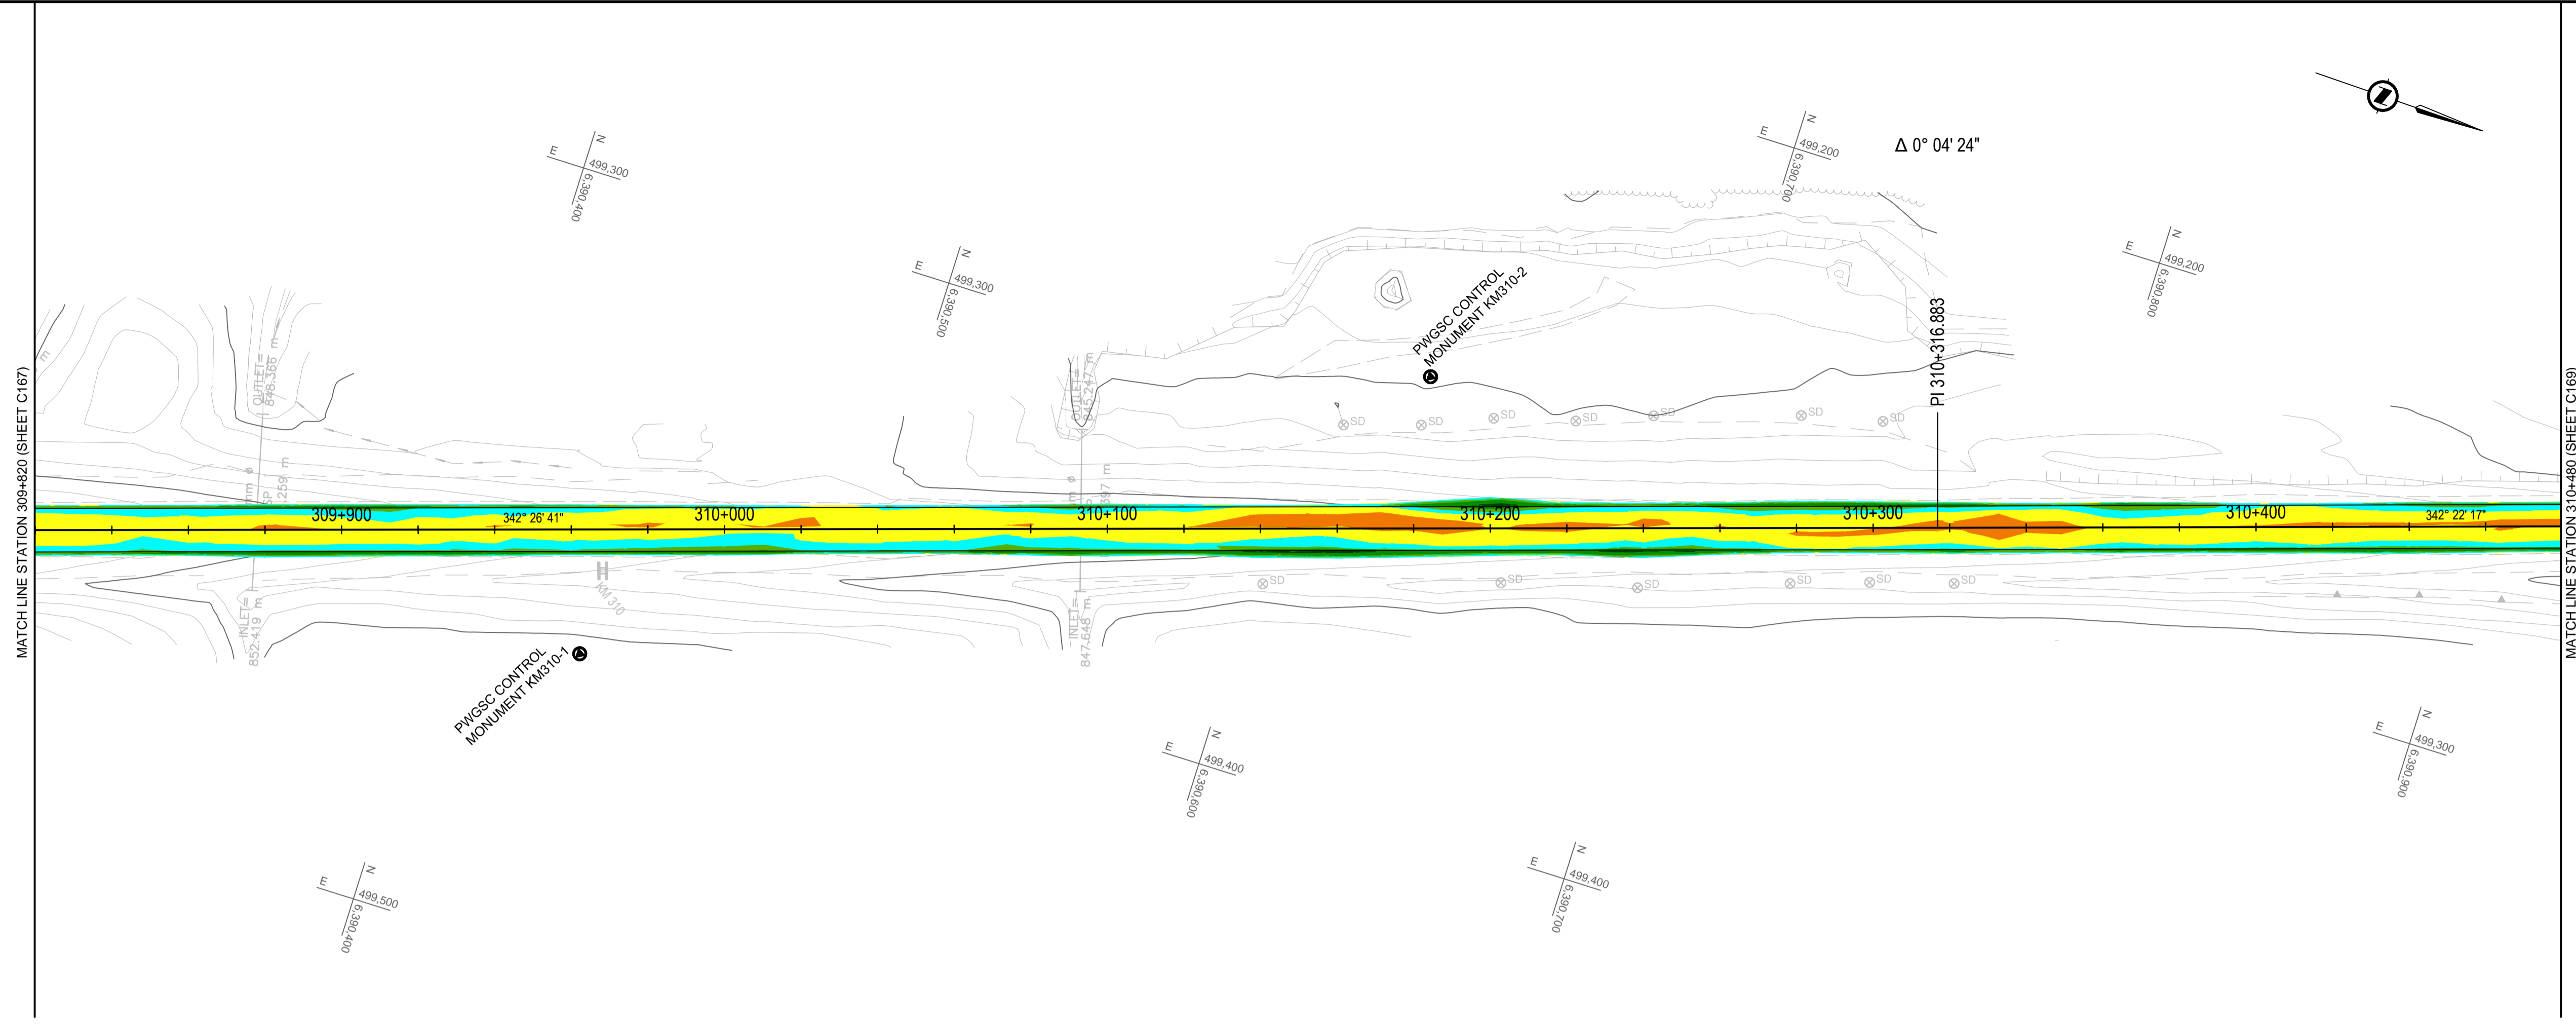 MATCH LINE STATION 309+820 (SHEET C167)
MATCH LINE STATION 310+480 (SHEET C169)
E
N
499,300
6,390,400
E
N
499,300
6,390,500
E
N
499,200
6,390,700
Δ 0° 04' 24"
E
N
499,200
6,390,800
PWGSC CONTROL
MONUMENT KM310-2
PI 310+316.883
m
OUTLET=
848.366 m
OUTLET=
845.247 m
SD
SD
SD
SD
SD
SD
SD
309+900
342° 26' 41"
310+000
310+100
310+200
310+300
310+400
342° 22' 17"
KM 310
INLET=
852.419 m
INLET=
847.648 m
SD
SD
SD
SD
SD
SD
PWGSC CONTROL
MONUMENT KM310-1
E
N
499,400
6,390,600
E
N
499,300
6,390,900
E
N
499,500
6,390,400
E
N
499,400
6,390,700